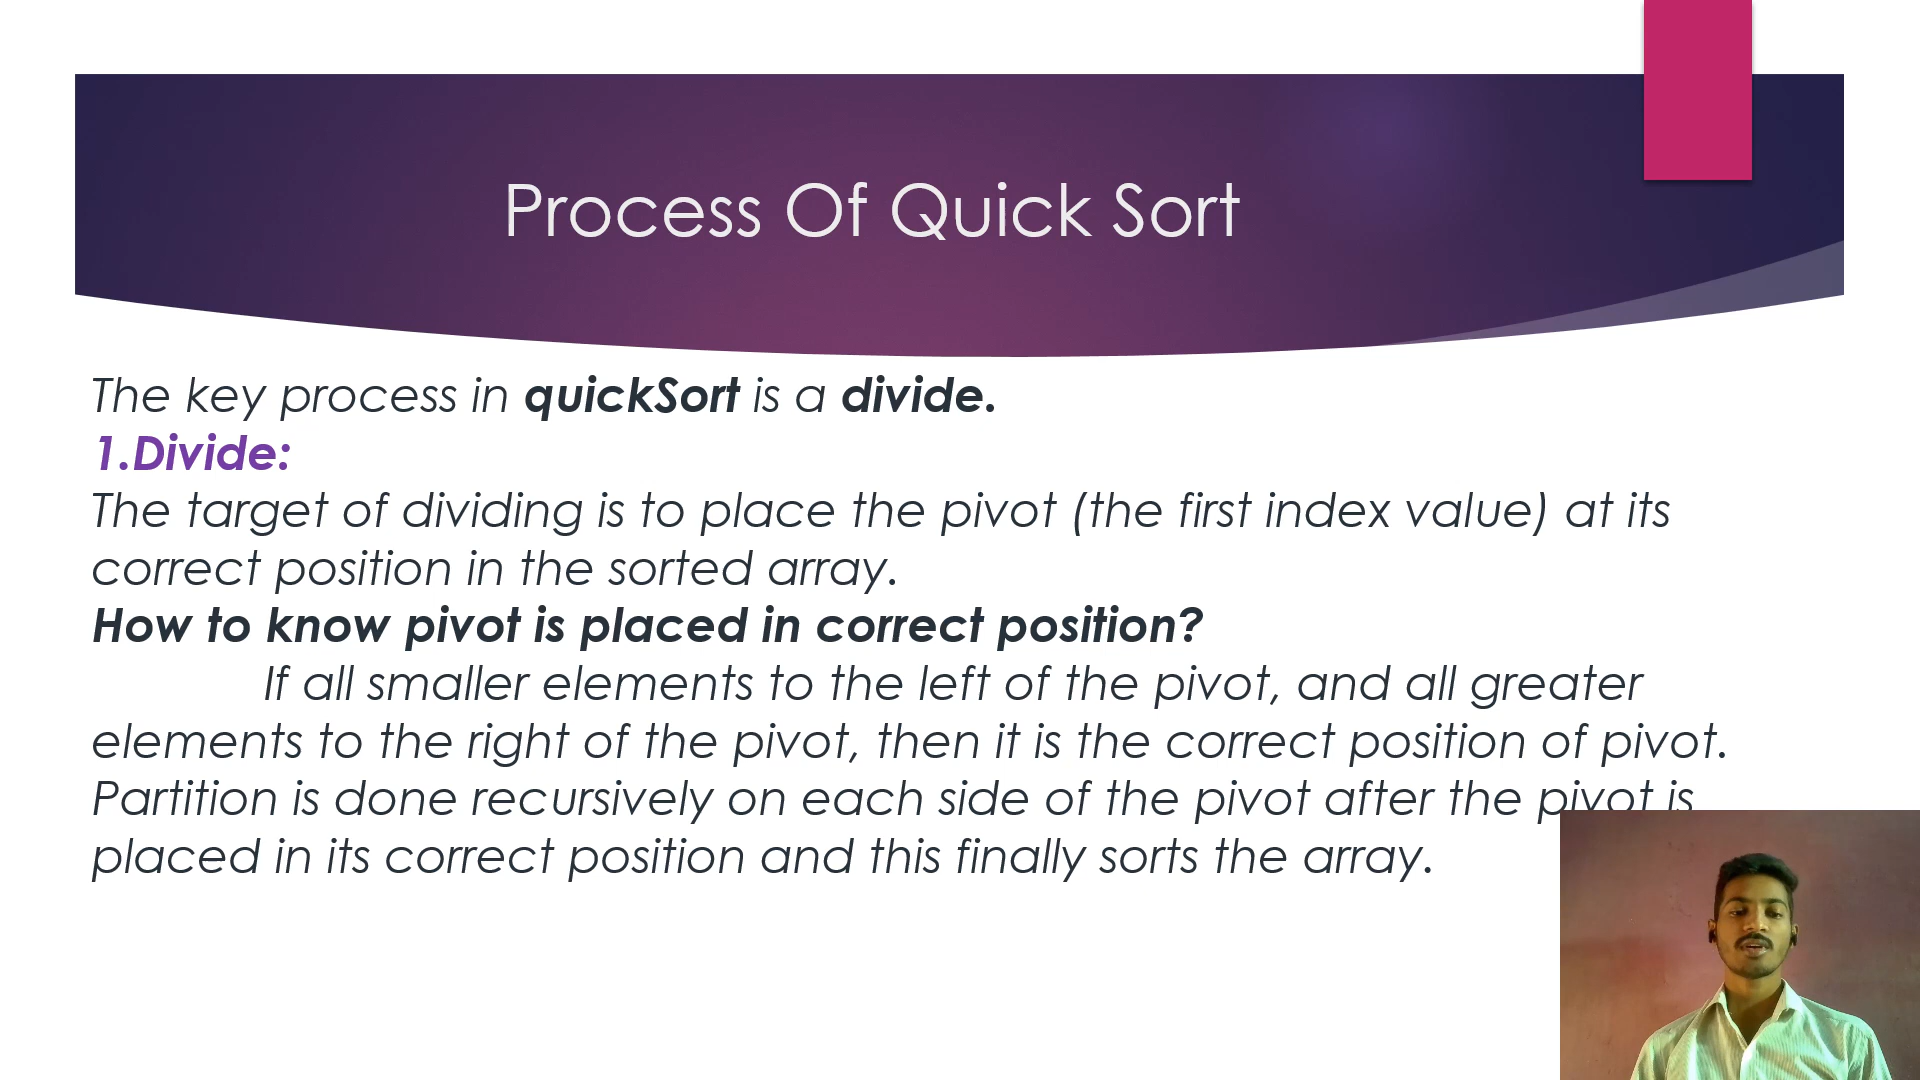 Process Of Quick Sort
The key process in quickSort is a divide.
1.Divide:
The target of dividing is to place the pivot (the first index value) at its
correct position in the sorted array.
How to know pivot is placed in correct position?
If all smaller elements to the left of the pivot, and all greater
elements to the right of the pivot, then it is the correct position of pivot.
Partition is done recursively on each side of the pivot after the pivot is
placed in its correct position and this finally sorts the array.